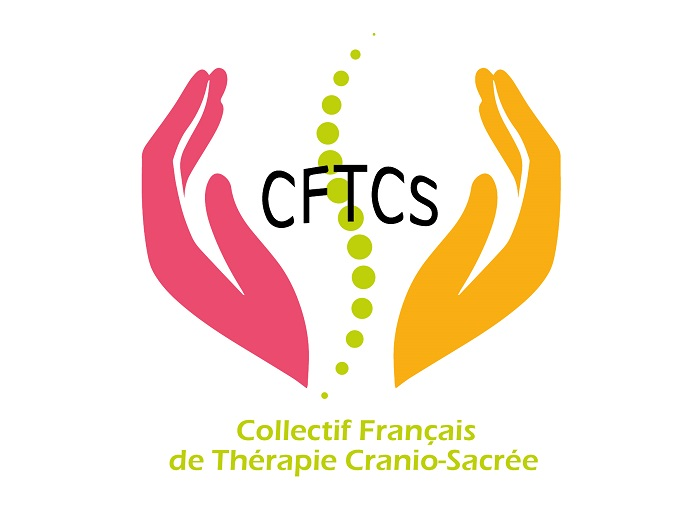 CFTCS
Collectif Français
de Thérapie Cranio-Sacrée